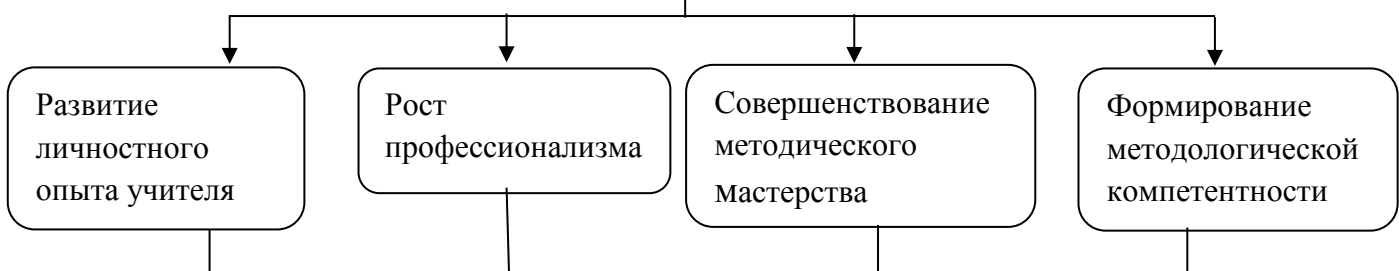 Развитие
личностного
опыта учителя
Рост
профессионализма
Совершенствование
методического
мастерства
Формирование
методологической
компетентности